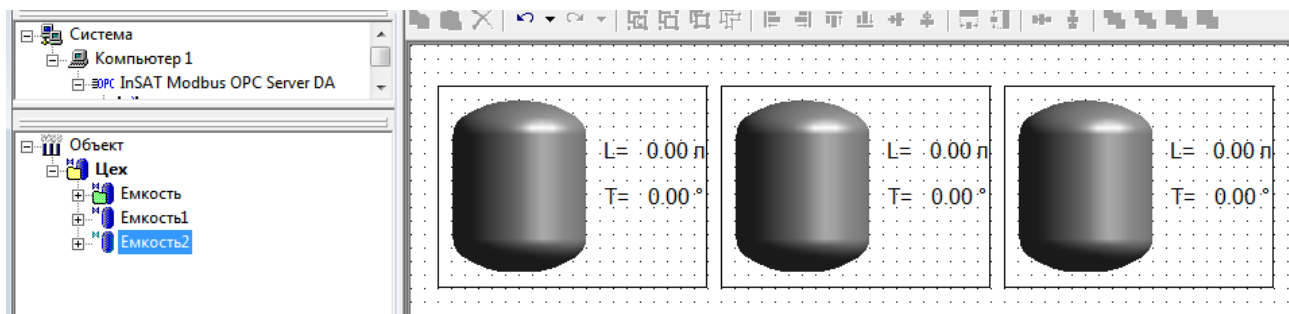 Система
Компьютер 1
OPC InSAT Modbus OPC Server DA
Объект
Цех
Емкость
Емкость1
Емкость2
L= 0.00 л
T= 0.00 °
L= 0.00 л
T= 0.00 °
L= 0.00 л
T= 0.00 °